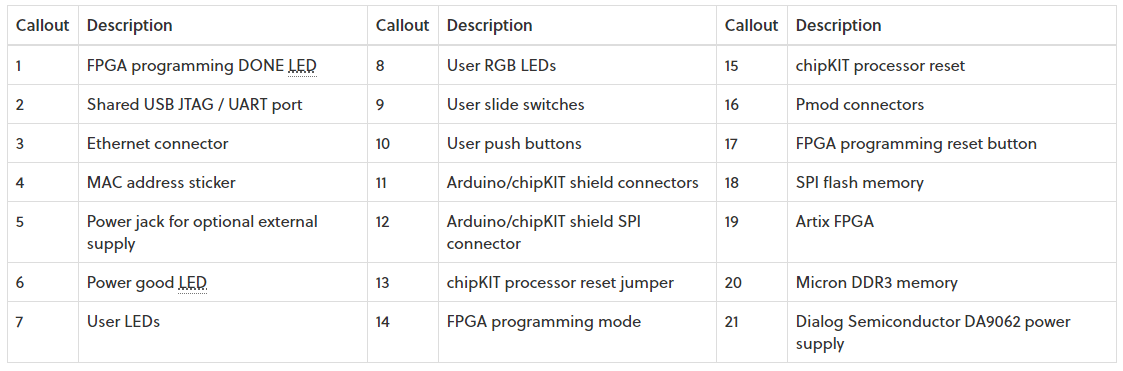 Callout Description Callout Description Callout Description
1 FPGA programming DONE LED 8 User RGB LEDs 15 chipKIT processor reset
2 Shared USB JTAG / UART port 9 User slide switches 16 Pmod connectors
3 Ethernet connector 10 User push buttons 17 FPGA programming reset button
4 MAC address sticker 11 Arduino/chipKIT shield connectors 18 SPI flash memory
5 Power jack for optional external supply 12 Arduino/chipKIT shield SPI connector 19 Artix FPGA
6 Power good LED 13 chipKIT processor reset jumper 20 Micron DDR3 memory
7 User LEDs 14 FPGA programming mode 21 Dialog Semiconductor DA9062 power supply